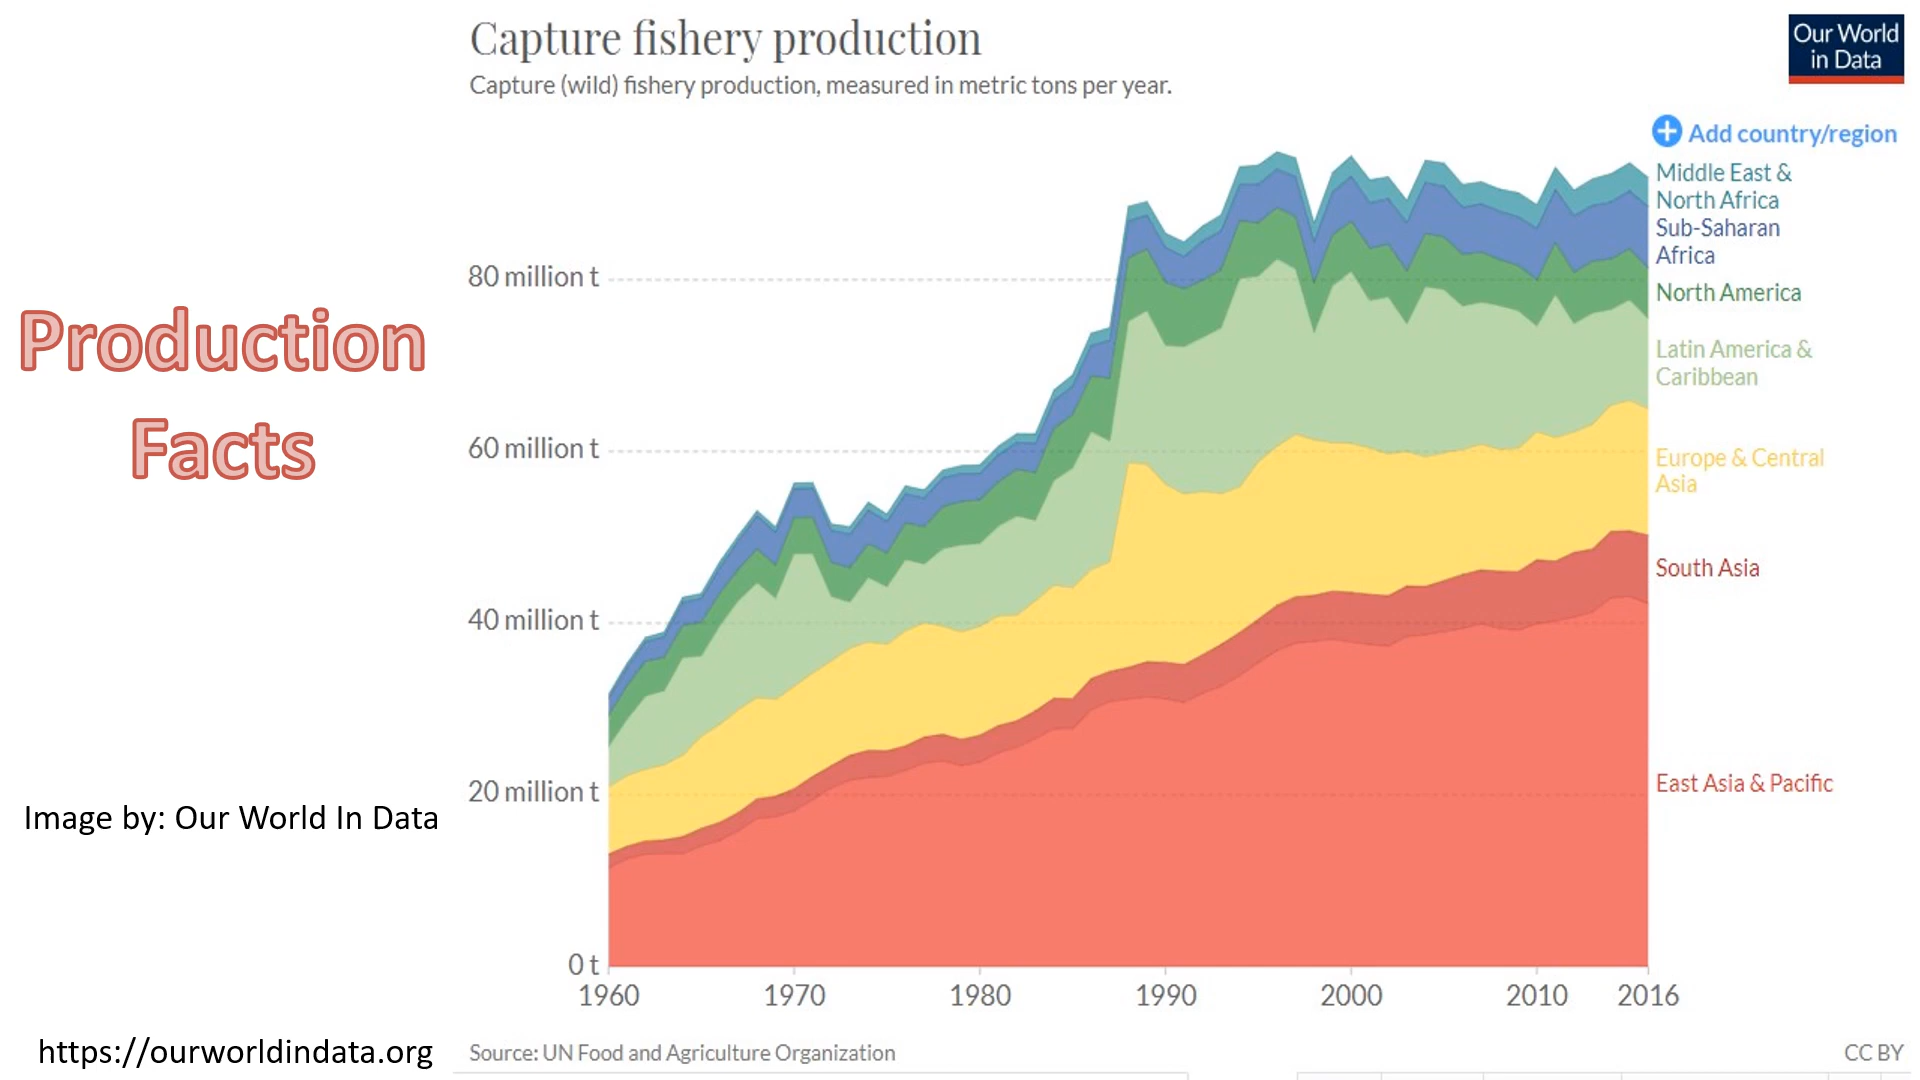 Capture fishery production
Capture (wild) fishery production, measured in metric tons per year.
Our World
in Data
Add country/region
Middle East &
North Africa
Sub-Saharan
Africa
North America
Latin America &
Caribbean
Europe & Central
Asia
South Asia
East Asia & Pacific
80 million t
60 million t
40 million t
20 million t
0 t
1960 1970 1980 1990 2000 2010 2016
Production
Facts
Image by: Our World In Data
https://ourworldindata.org
Source: UN Food and Agriculture Organization
CC BY